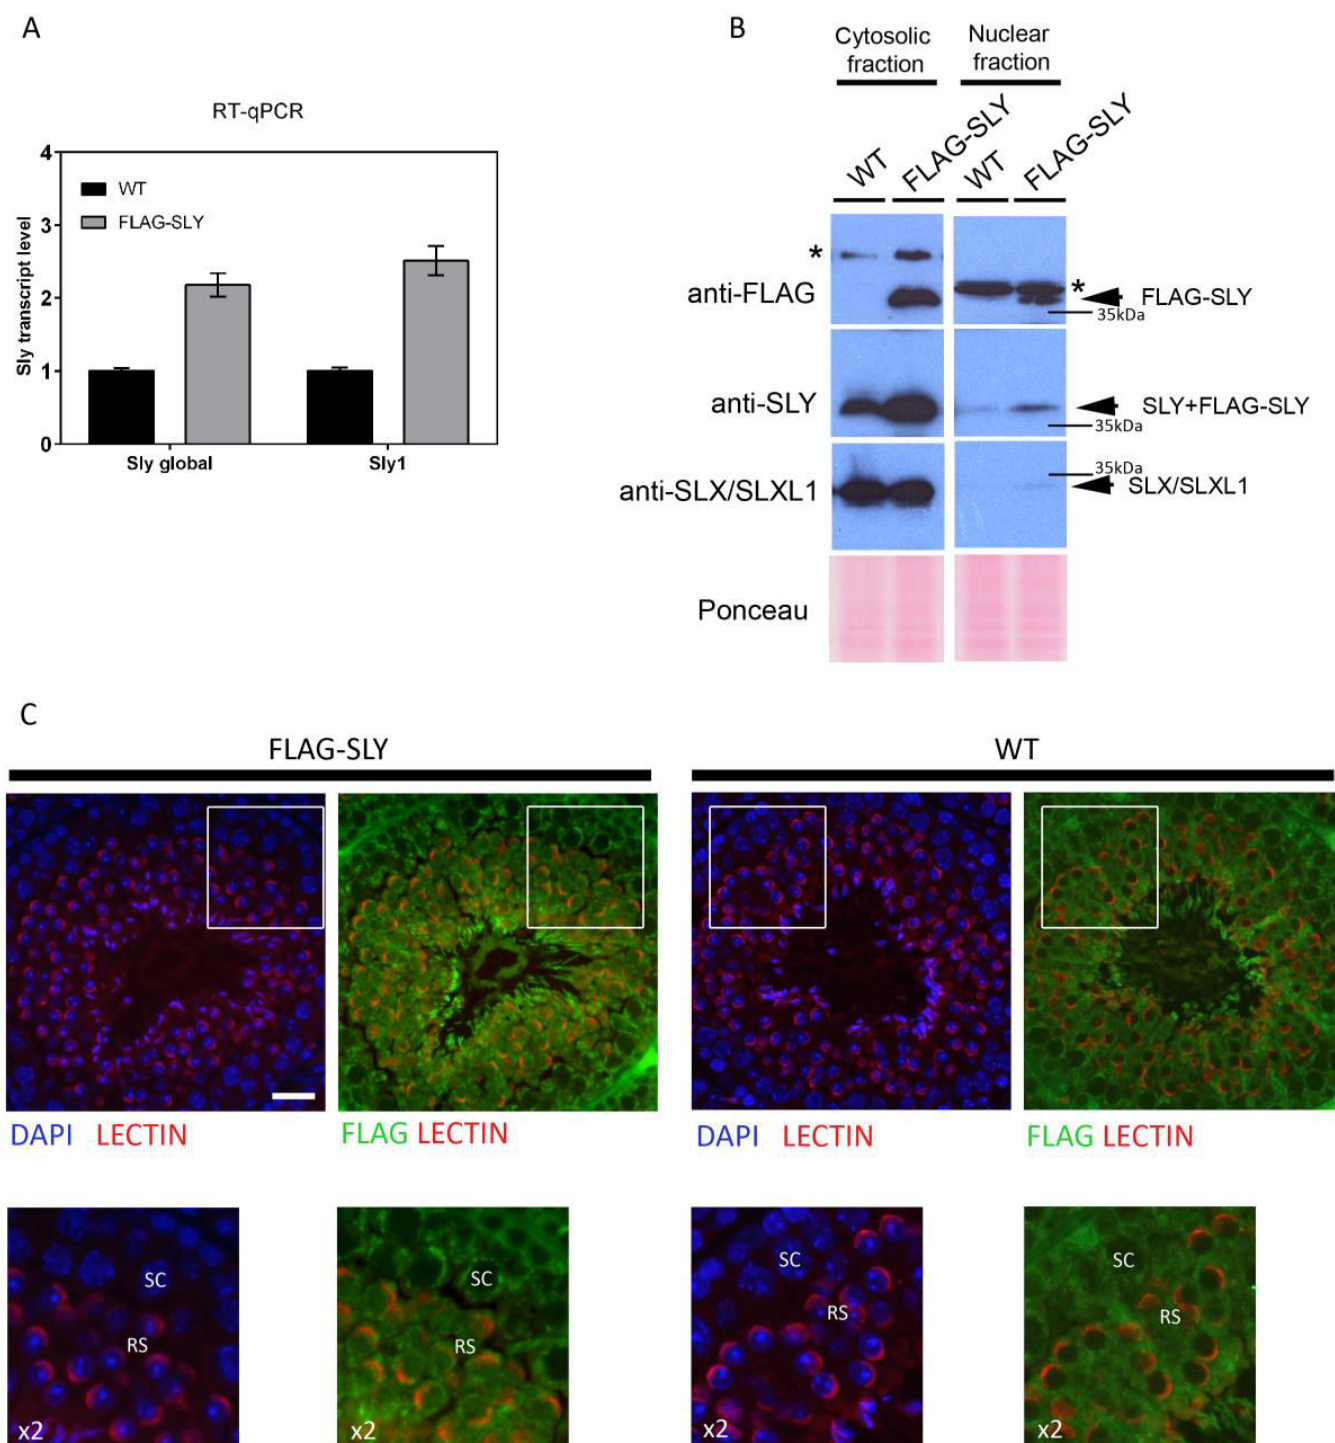 A
RT-qPCR
4
3
2
1
0
Sly transcript level
WT
FLAG-SLY
Sly global
Sly1
B
Cytosolic
fraction
Nuclear
fraction
WT
FLAG-SLY
WT
FLAG-SLY
*
anti-FLAG
*
FLAG-SLY
35kDa
anti-SLY
SLY+FLAG-SLY
35kDa
35kDa
anti-SLX/SLXL1
SLX/SLXL1
Ponceau
C
FLAG-SLY
WT
DAPI LECTIN
FLAG LECTIN
DAPI LECTIN
FLAG LECTIN
SC
RS
x2
SC
RS
x2
SC
RS
x2
SC
RS
x2